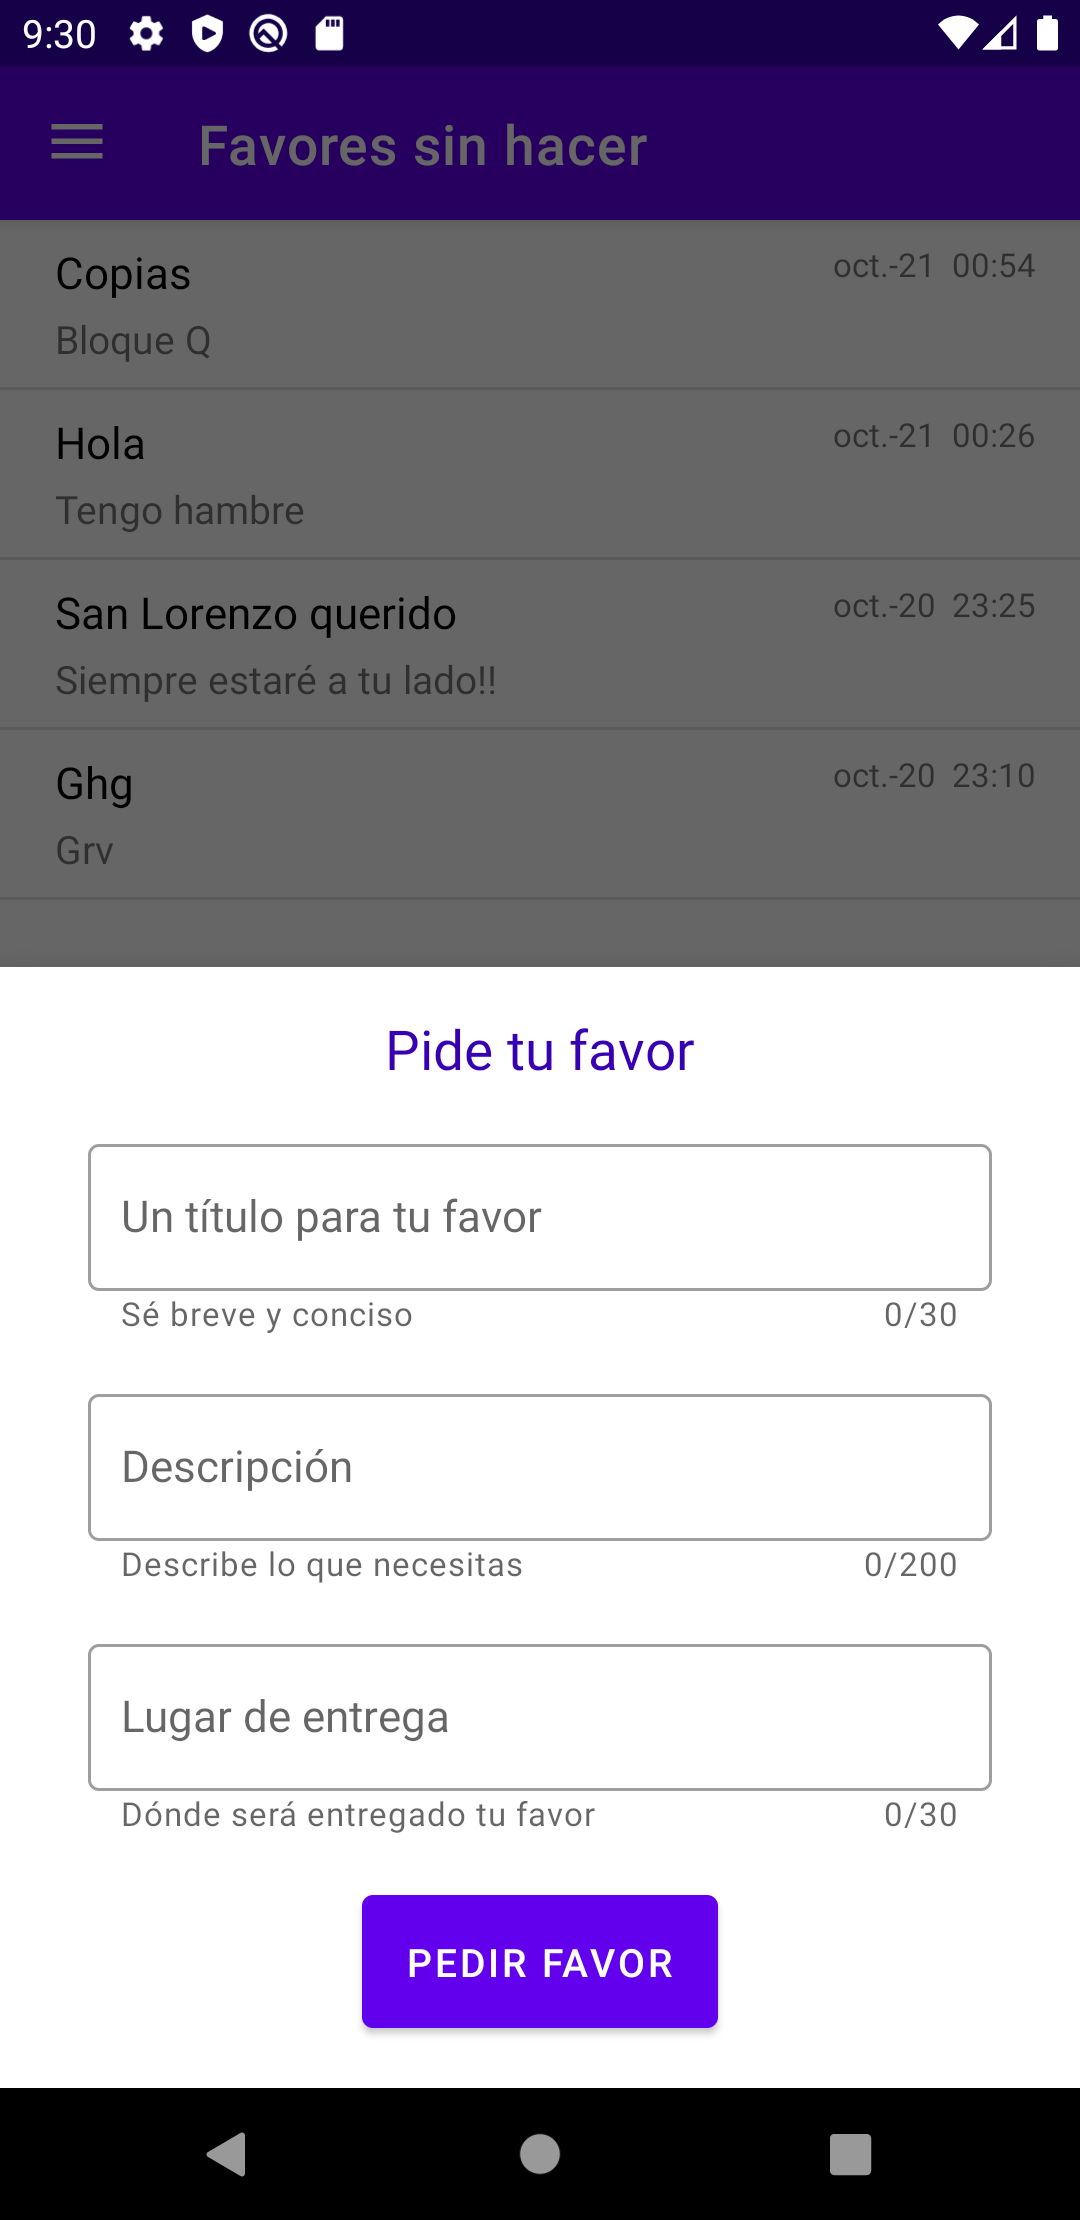 9:30
Favores sin hacer
Copias oct.-21 00:54
Bloque Q
Hola oct.-21 00:26
Tengo hambre
San Lorenzo querido oct.-20 23:25
Siempre estaré a tu lado!!
Ghg oct.-20 23:10
Grv
Pide tu favor
Un título para tu favor
Sé breve y conciso 0/30
Descripción
Describe lo que necesitas 0/200
Lugar de entrega
Dónde será entregado tu favor 0/30
PEDIR FAVOR